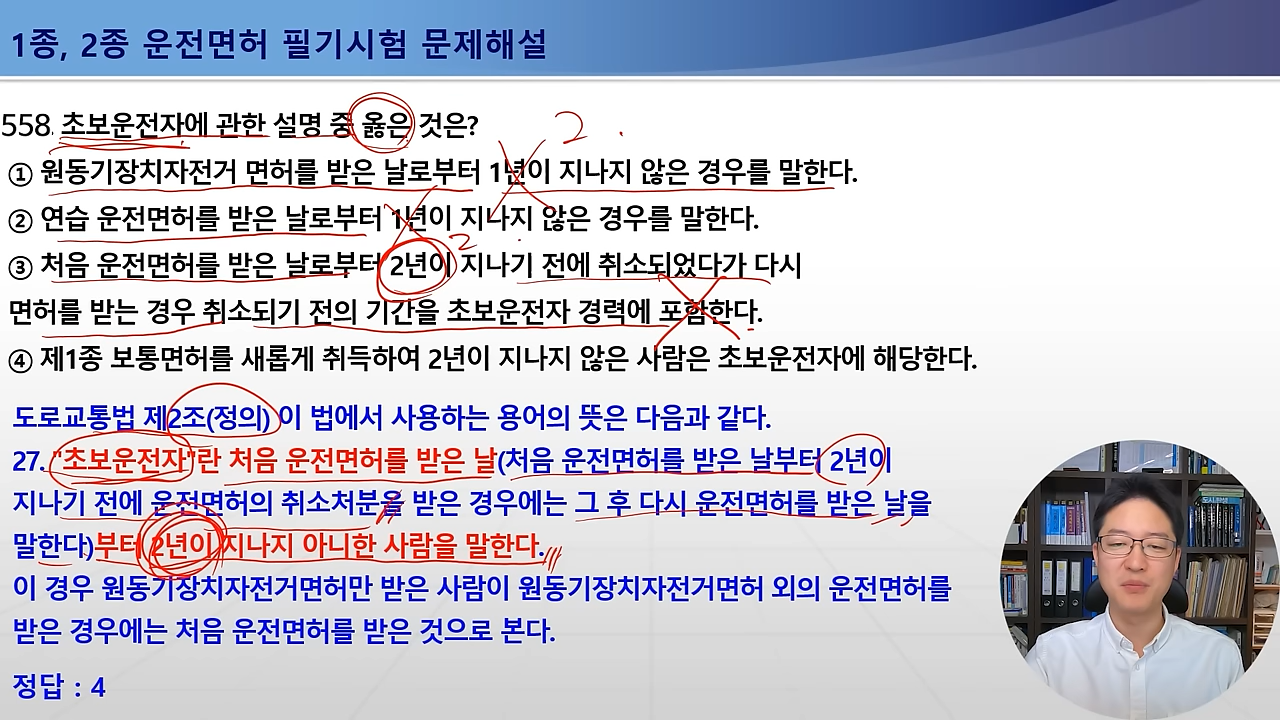 1종, 2종 운전면허 필기시험 문제해설
558. 초보운전자에 관한 설명 중 옳은 것은?
2.
① 원동기장치자전거 면허를 받은 날로부터 1년이 지나지 않은 경우를 말한다.
② 연습 운전면허를 받은 날로부터 1년이 지나지 않은 경우를 말한다.
2
③ 처음 운전면허를 받은 날로부터 2년이 지나기 전에 취소되었다가 다시
면허를 받는 경우 취소되기 전의 기간을 초보운전자 경력에 포함한다.
④ 제1종 보통면허를 새롭게 취득하여 2년이 지나지 않은 사람은 초보운전자에 해당한다.
도로교통법 제2조(정의) 이 법에서 사용하는 용어의 뜻은 다음과 같다.
27. "초보운전자"란 처음 운전면허를 받은 날(처음 운전면허를 받은 날부터 2년이
지나기 전에 운전면허의 취소처분을 받은 경우에는 그 후 다시 운전면허를 받은 날을
말한다)부터 2년이 지나지 아니한 사람을 말한다.
이 경우 원동기장치자전거면허만 받은 사람이 원동기장치자전거면허 외의 운전면허를
받은 경우에는 처음 운전면허를 받은 것으로 본다.
정답 : 4